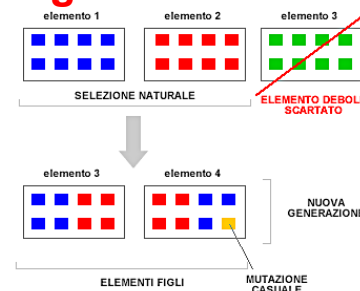 elemento 1
elemento 2
elemento 3
SELEZIONE NATURALE
ELEMENTO DEBOL
SCARTATO
elemento 3
elemento 4
NUOVA
GENERAZIONE
ELEMENTI FIGLI
MUTAZIONE
CASUALE